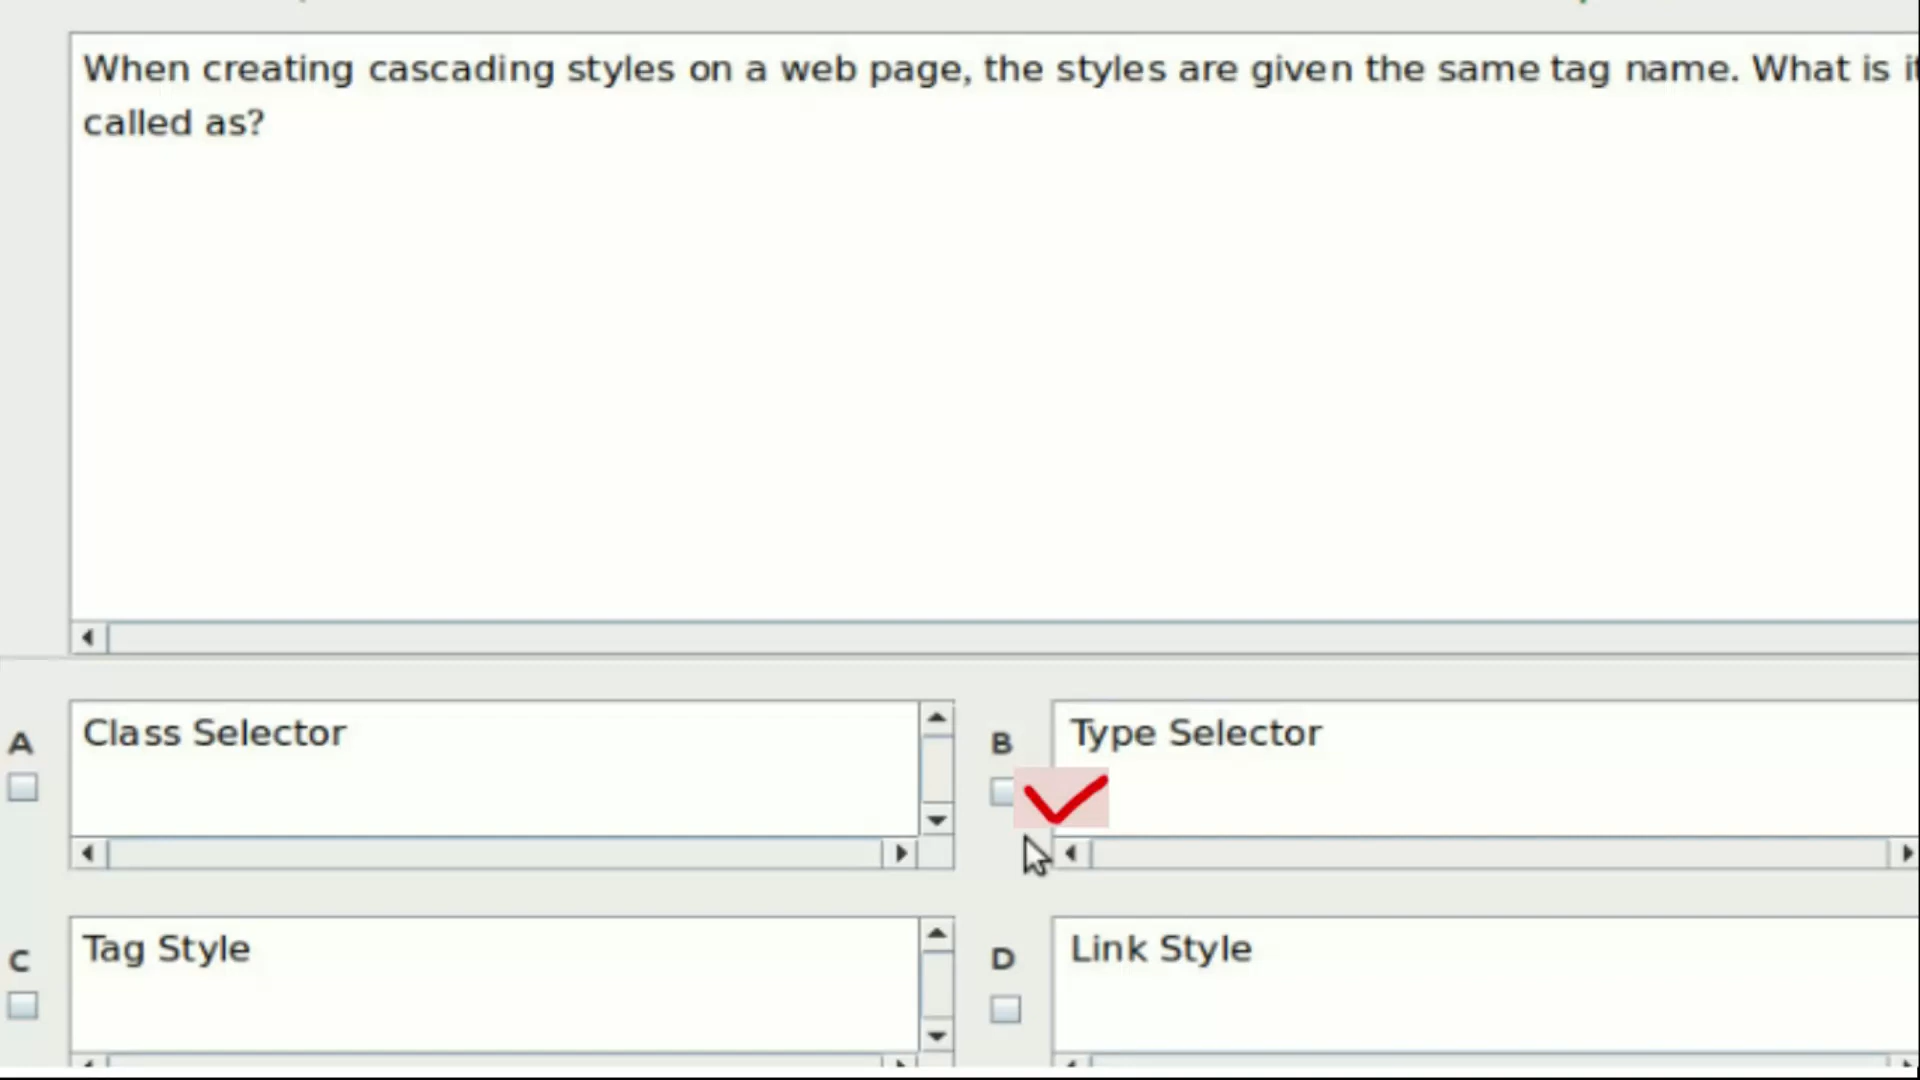 When creating cascading styles on a web page, the styles are given the same tag name. What is it
called as?
A
Class Selector
B
Type Selector
C
Tag Style
D
Link Style